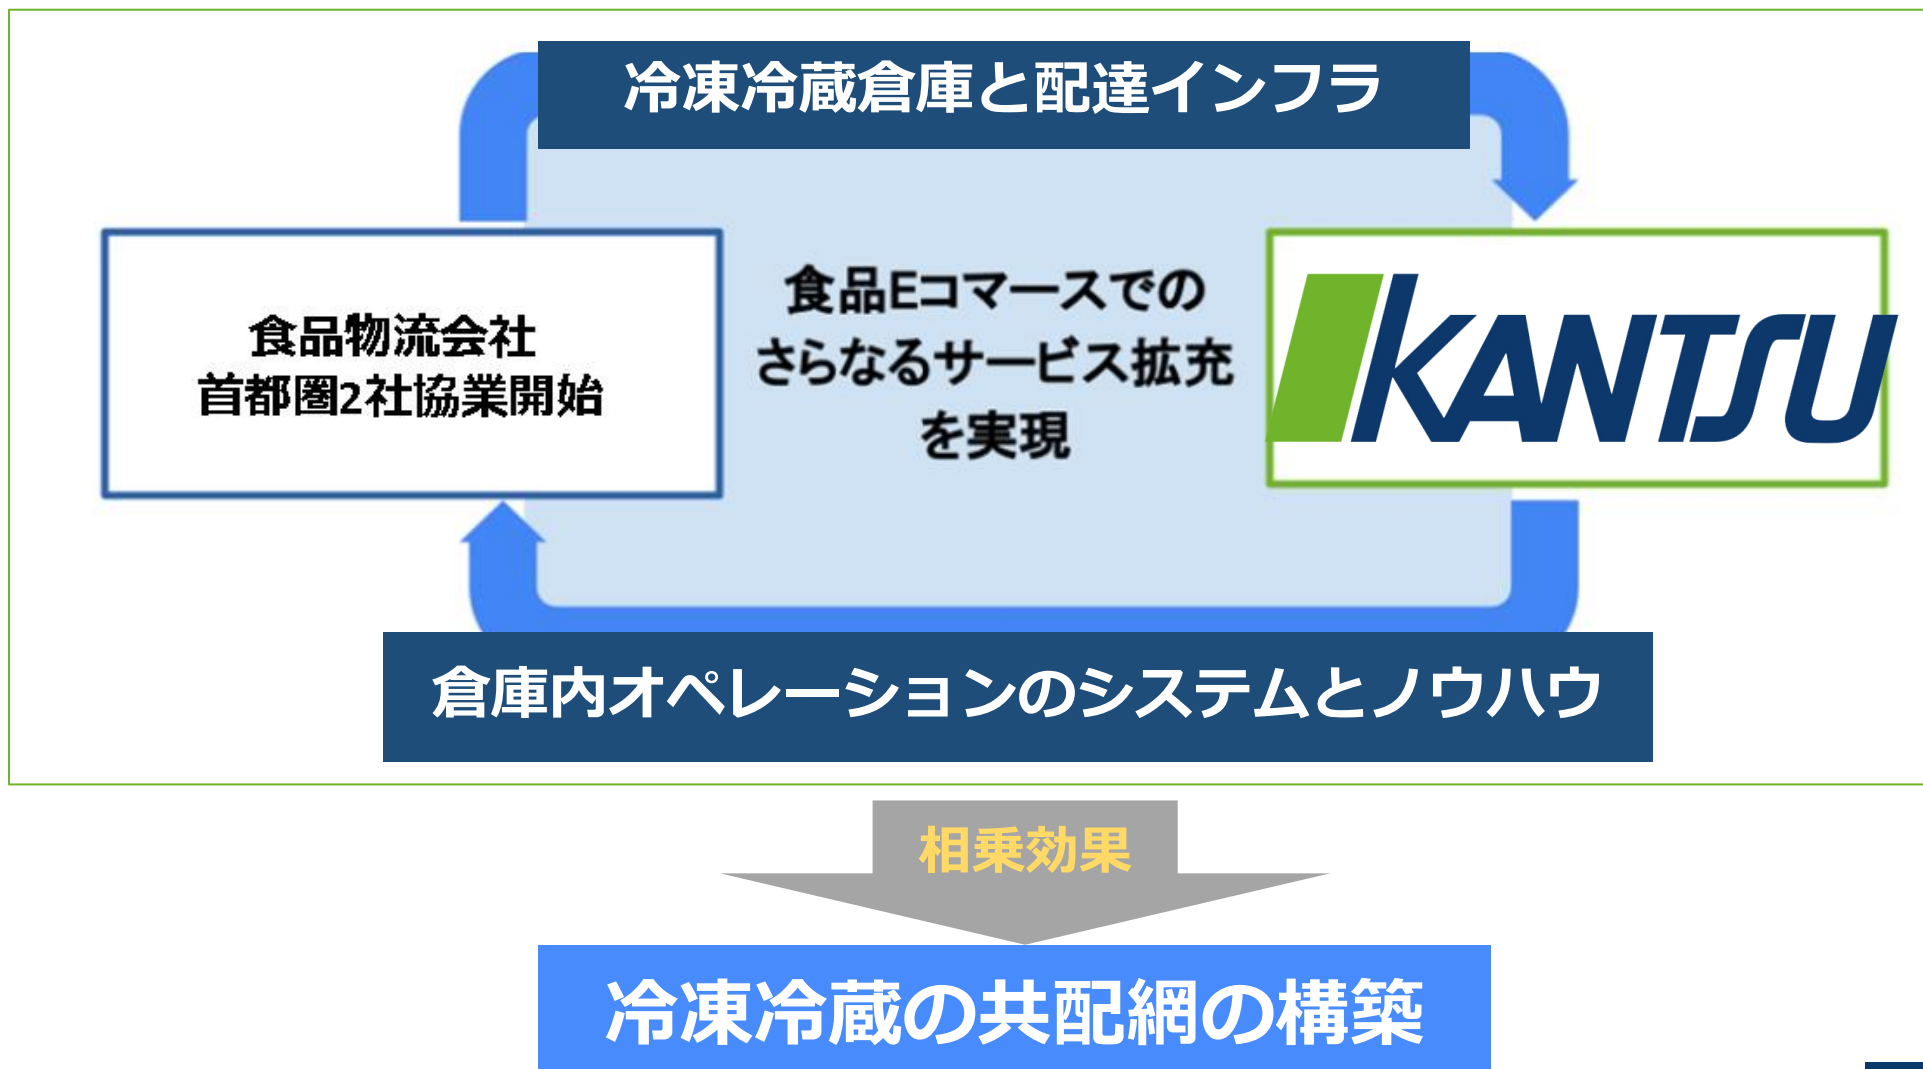 冷凍冷蔵倉庫と配達インフラ
食品物流会社
首都圏2社協業開始
食品Eコマースでの
さらなるサービス拡充
を実現
KANTSU
倉庫内オペレーションのシステムとノウハウ
相乗効果
冷凍冷蔵の共配網の構築